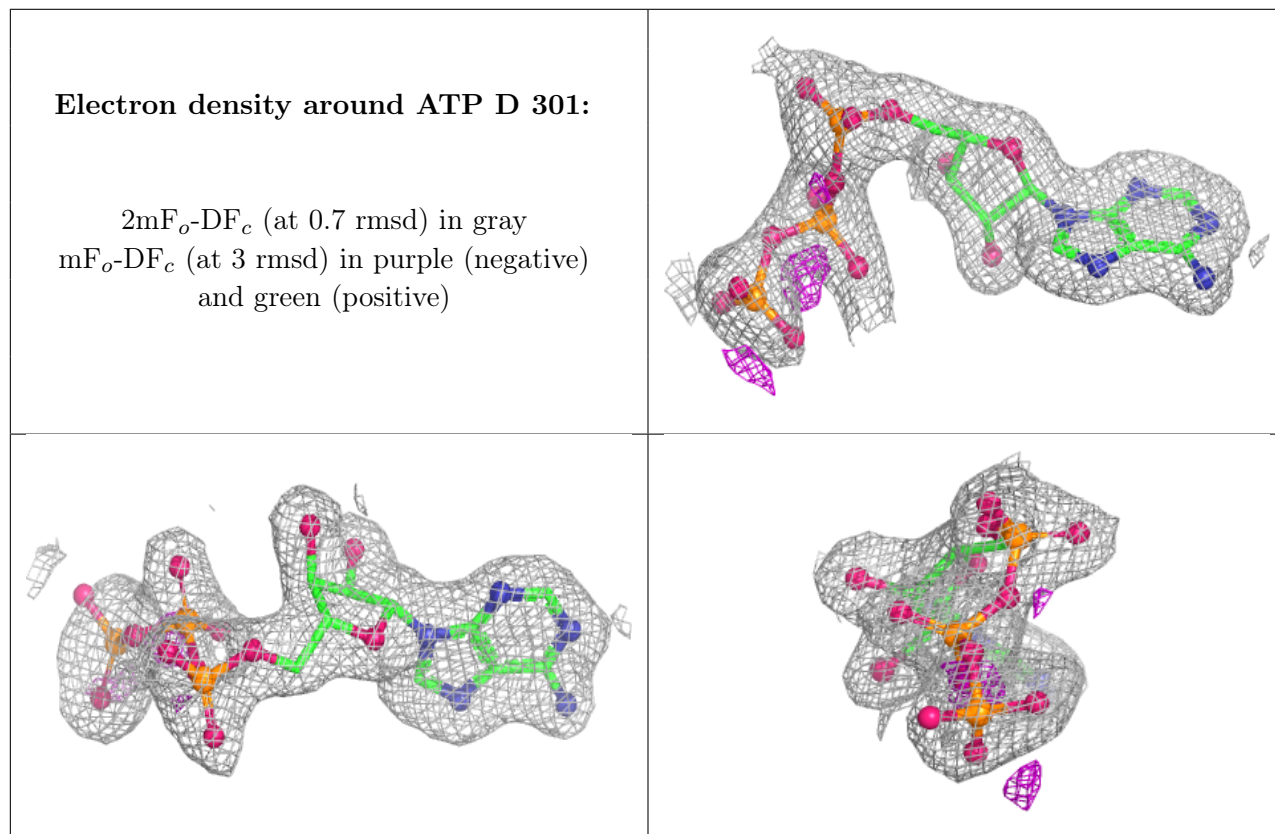 Electron density around ATP D 301:
2mFo-DFc (at 0.7 rmsd) in gray
mFo-DFc (at 3 rmsd) in purple (negative)
and green (positive)